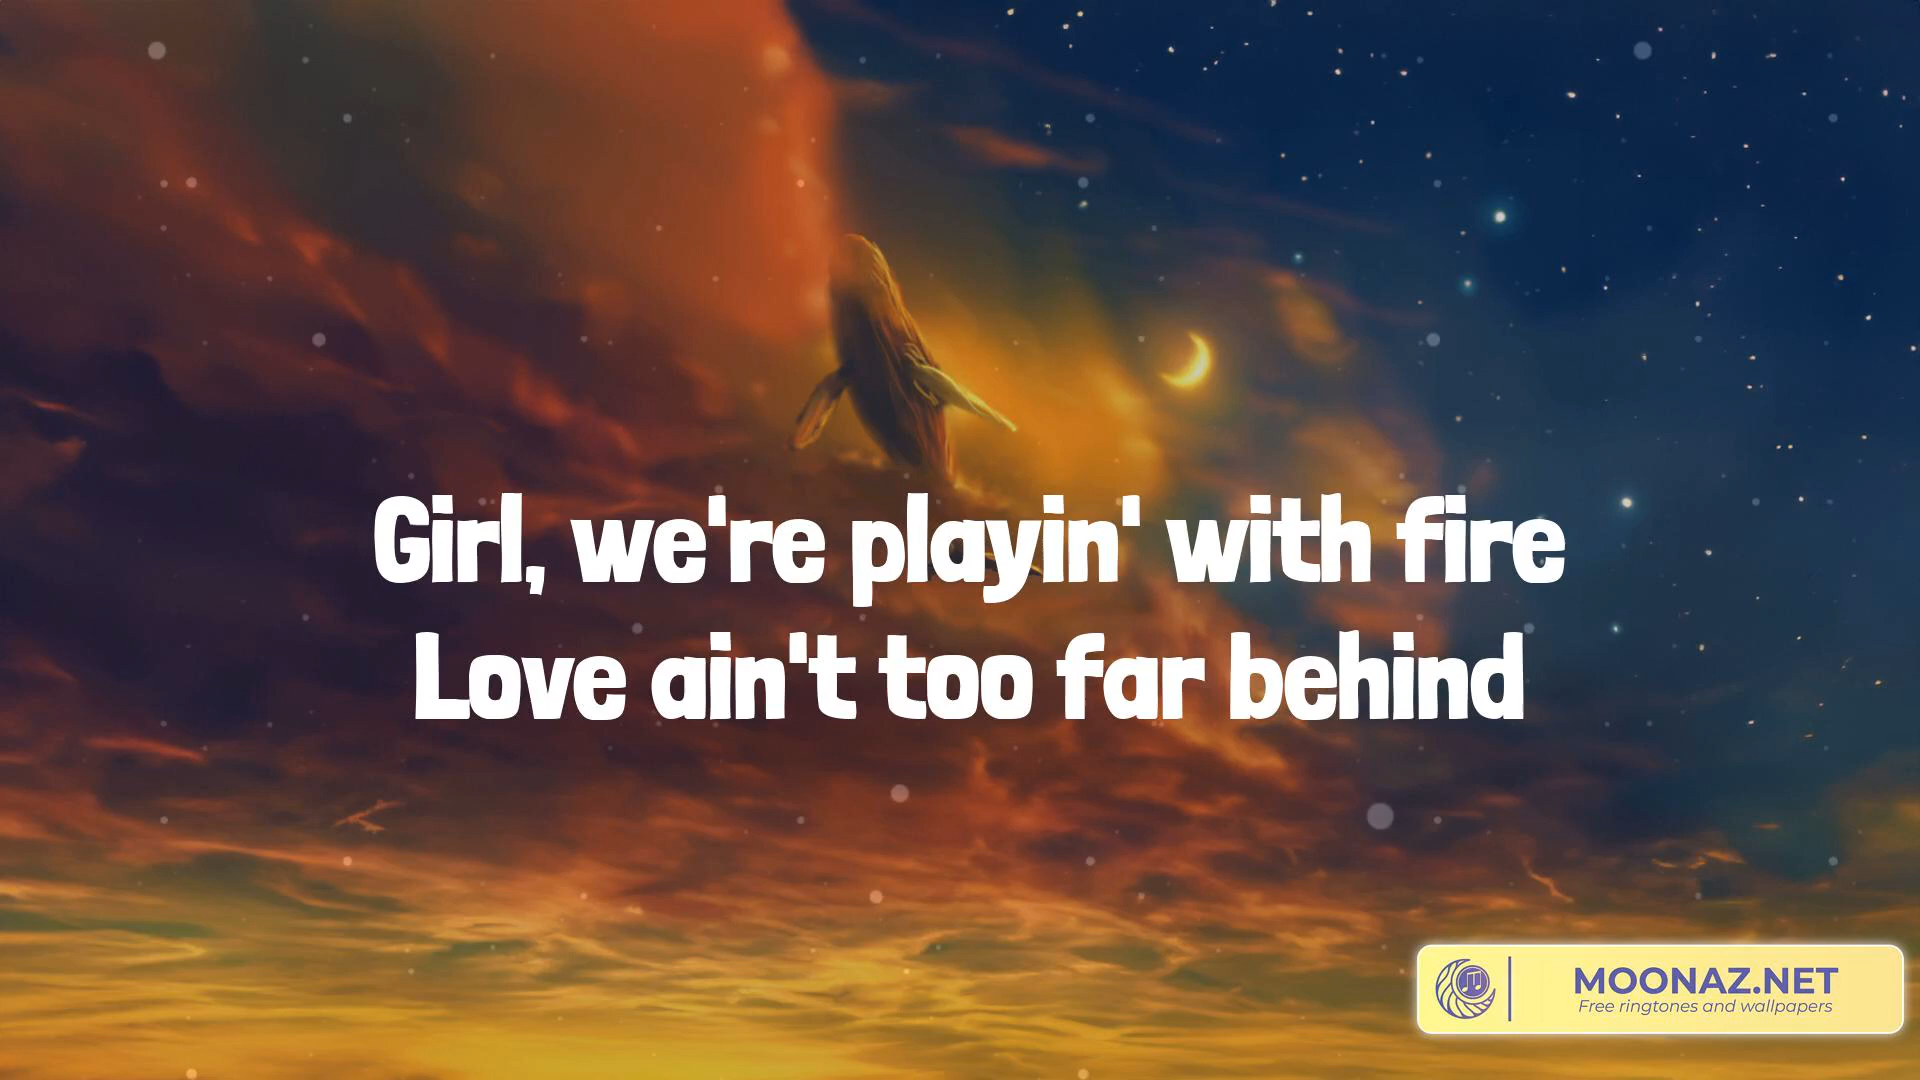 Girl, we're playin' with fire
Love ain't too far behind
MOONAZ.NET
Free ringtones and wallpapers